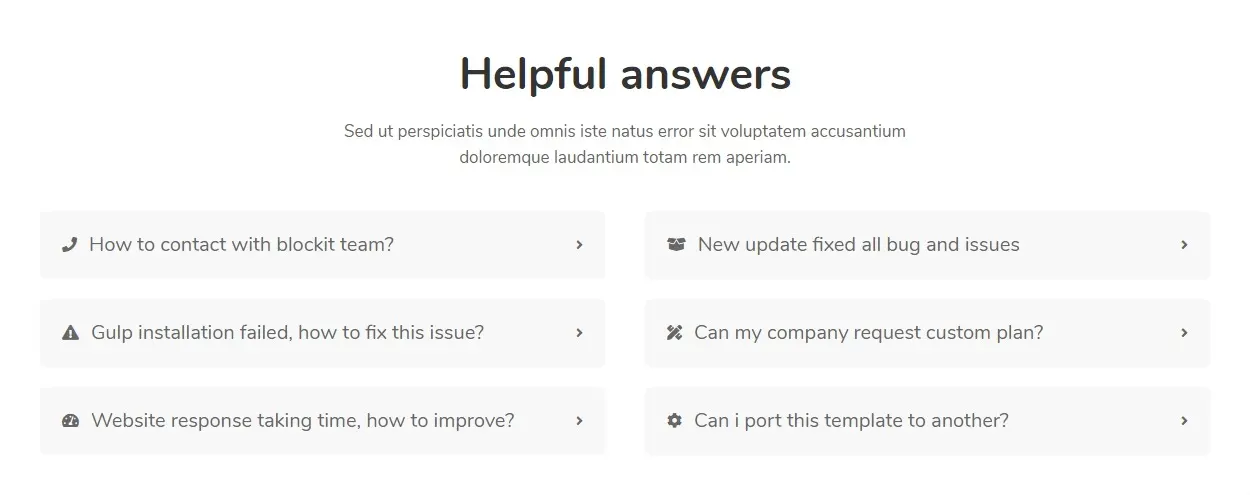 Helpful answers
Sed ut perspiciatis unde omnis iste natus error sit voluptatem accusantium
doloremque laudantium totam rem aperiam.
How to contact with blockit team?
New update fixed all bug and issues
Gulp installation failed, how to fix this issue?
Can my company request custom plan?
Website response taking time, how to improve?
Can i port this template to another?